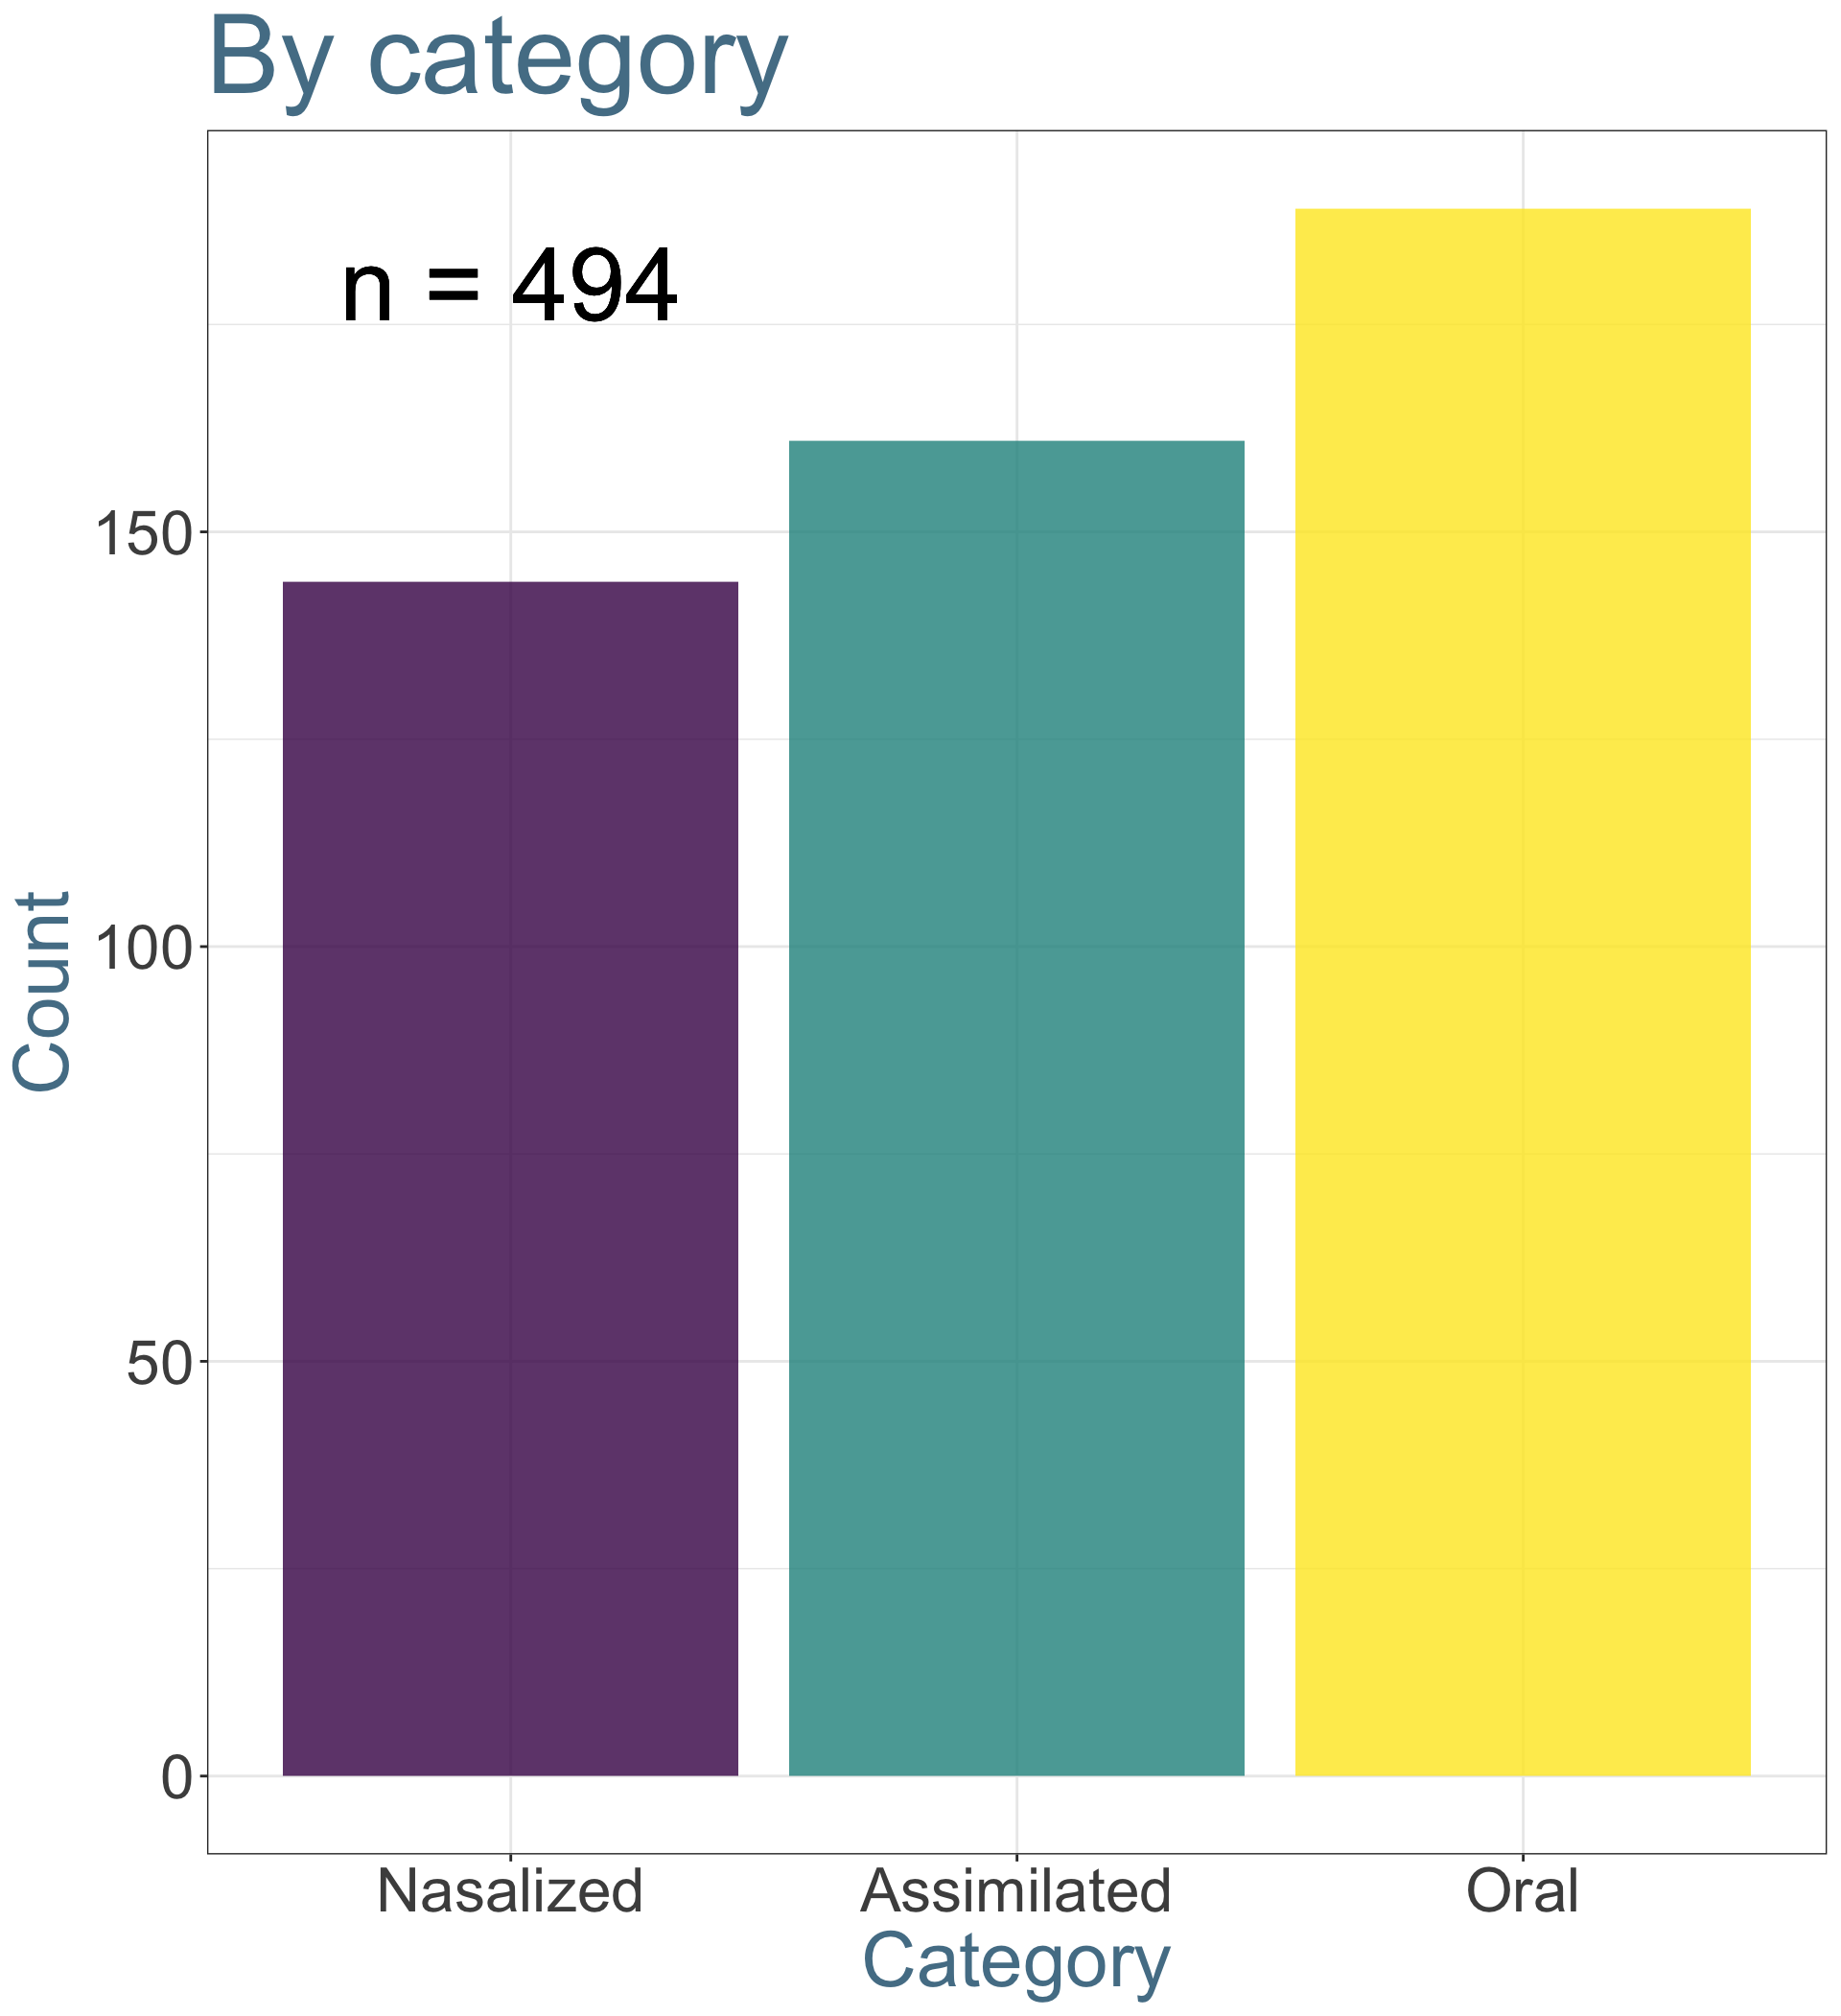 By category
n = 494
150
100
50
0
Count
Nasalized Assimilated Oral
Category